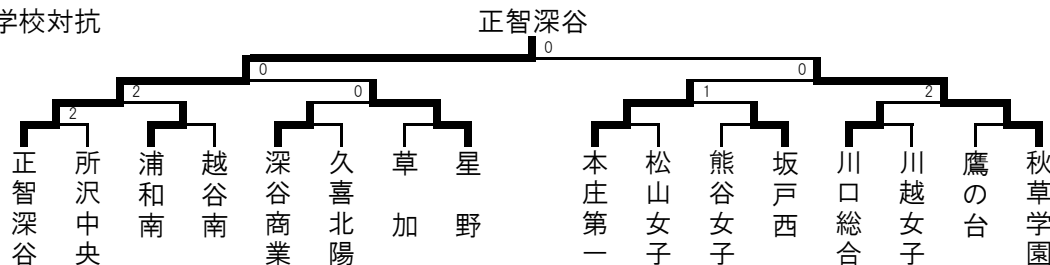 学校対抗
正智深谷
0
0
0
2
0
1
2
2
正智深谷
所沢中央
浦和南
越谷南
深谷商業
久喜北陽
草加
星野
本庄第一
松山女子
熊谷女子
坂戸西
川口総合
川越女子
鷹の台
秋草学園